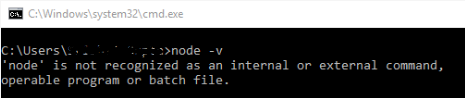 C:\Windows\system32\cmd.exe
C:\Users\ >node -v
'node' is not recognized as an internal or external command,
operable program or batch file.